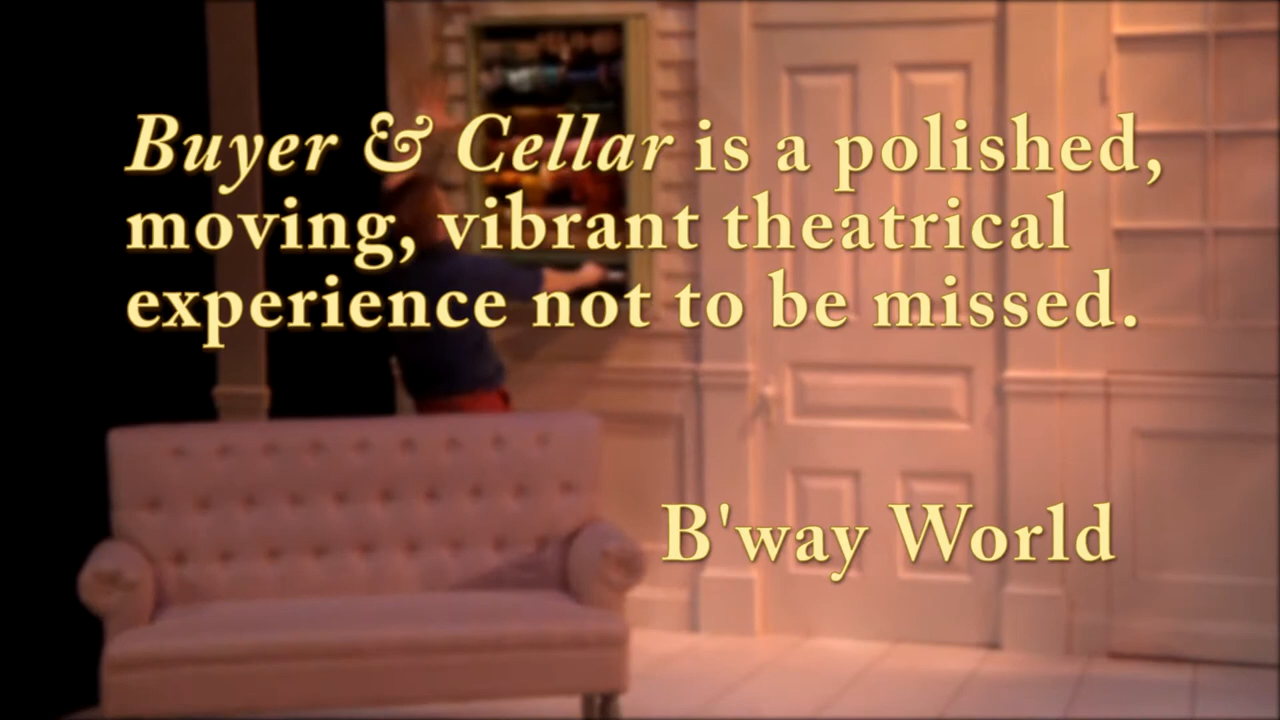 Buyer & Cellar is a polished,
moving, vibrant theatrical
experience not to be missed.
B'way World